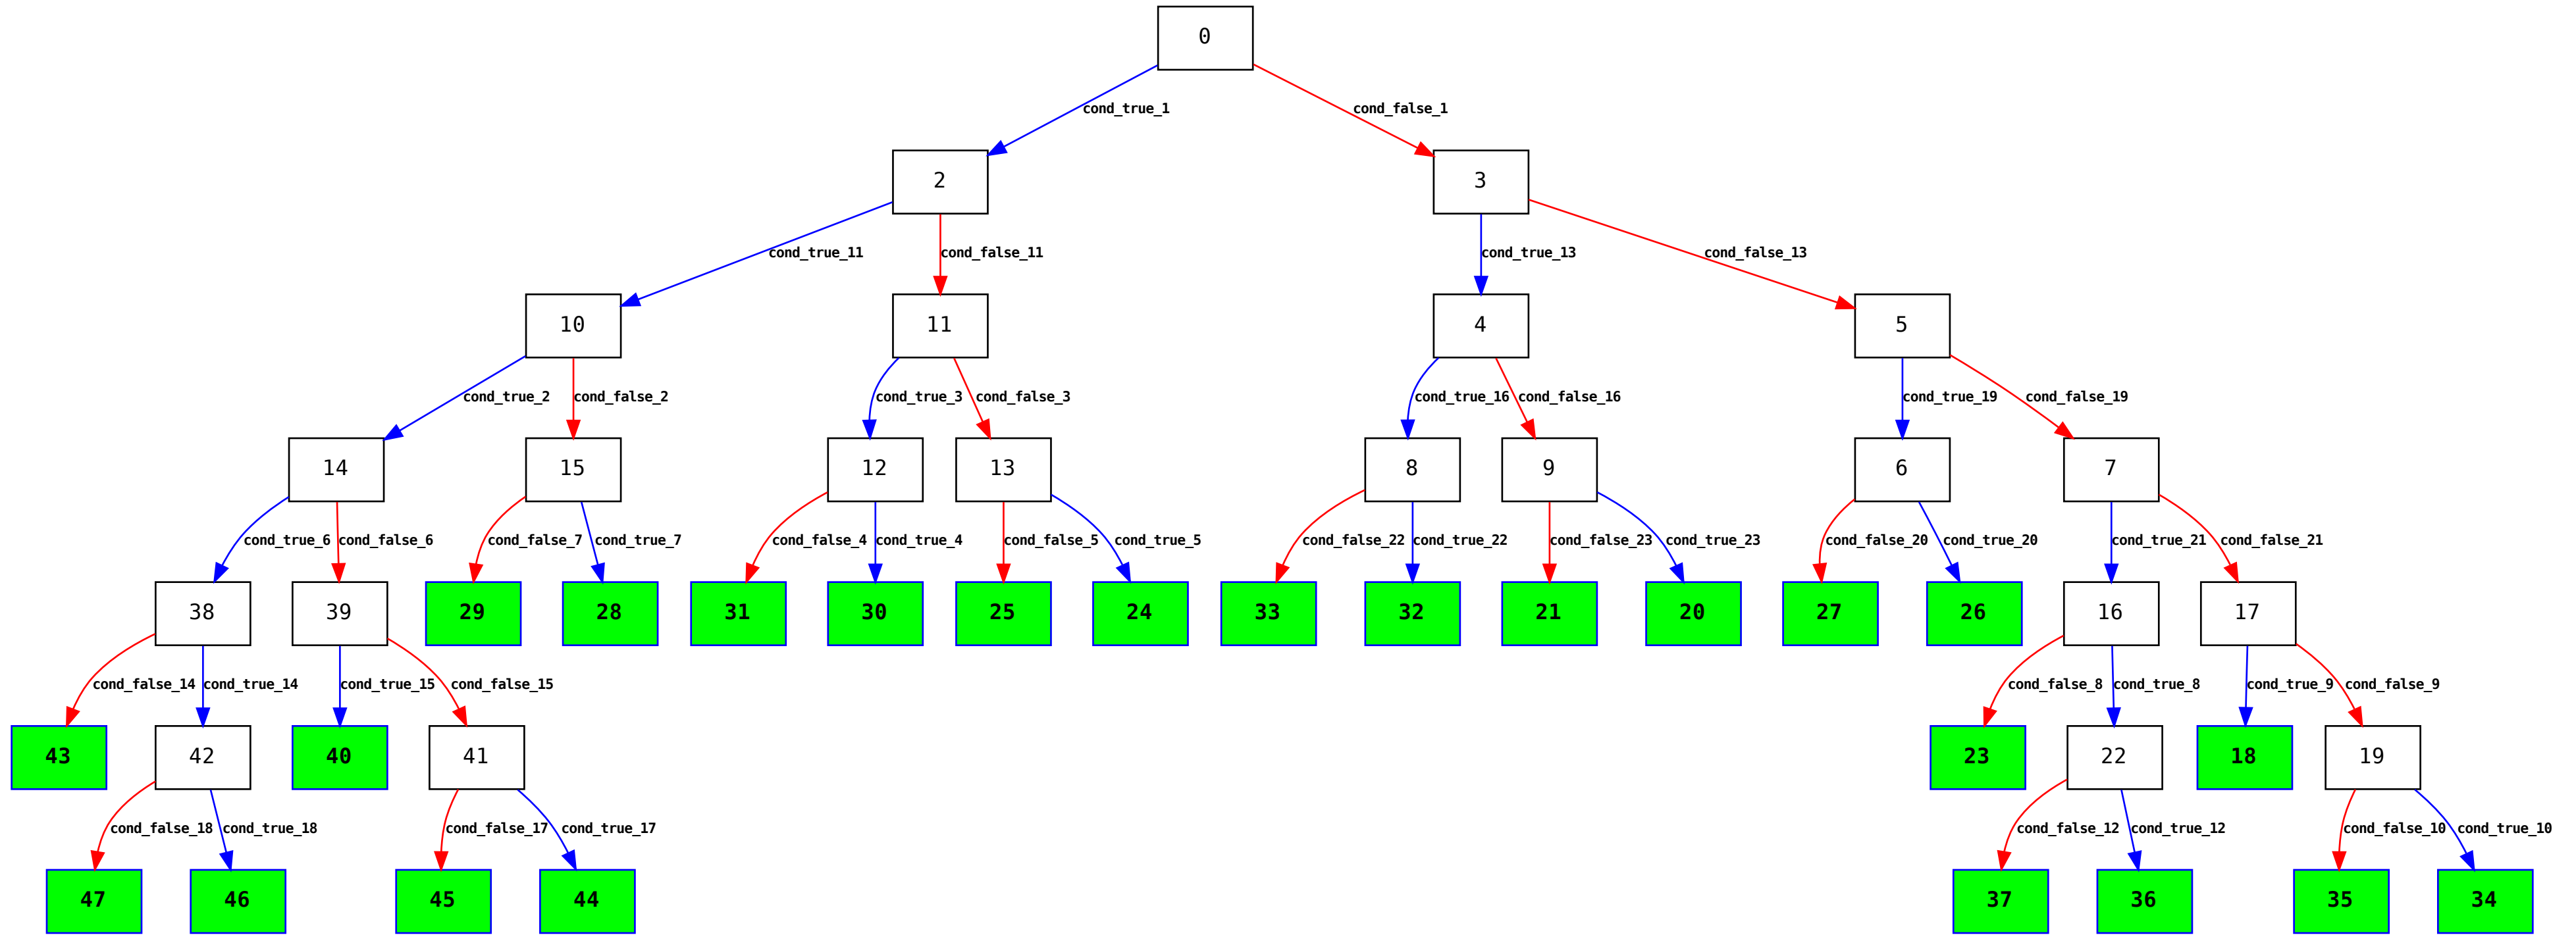 0
cond_true_1 cond_false_1
2 3
cond_true_11 cond_false_11 cond_true_13 cond_false_13
10 11 4 5
cond_true_2 cond_false_2 cond_true_3 cond_false_3 cond_true_16 cond_false_16 cond_true_19 cond_false_19
14 15 12 13 8 9 6 7
cond_true_6 cond_false_6 cond_false_7 cond_true_7 cond_false_4 cond_true_4 cond_false_5 cond_true_5 cond_false_22 cond_true_22 cond_false_23 cond_true_23 cond_false_20 cond_true_20 cond_true_21 cond_false_21
38 39 29 28 31 30 25 24 33 32 21 20 27 26 16 17
cond_false_14 cond_true_14 cond_true_15 cond_false_15 cond_false_8 cond_true_8 cond_true_9 cond_false_9
43 42 40 41 23 22 18 19
cond_false_18 cond_true_18 cond_false_17 cond_true_17 cond_false_12 cond_true_12 cond_false_10 cond_true_10
47 46 45 44 37 36 35 34